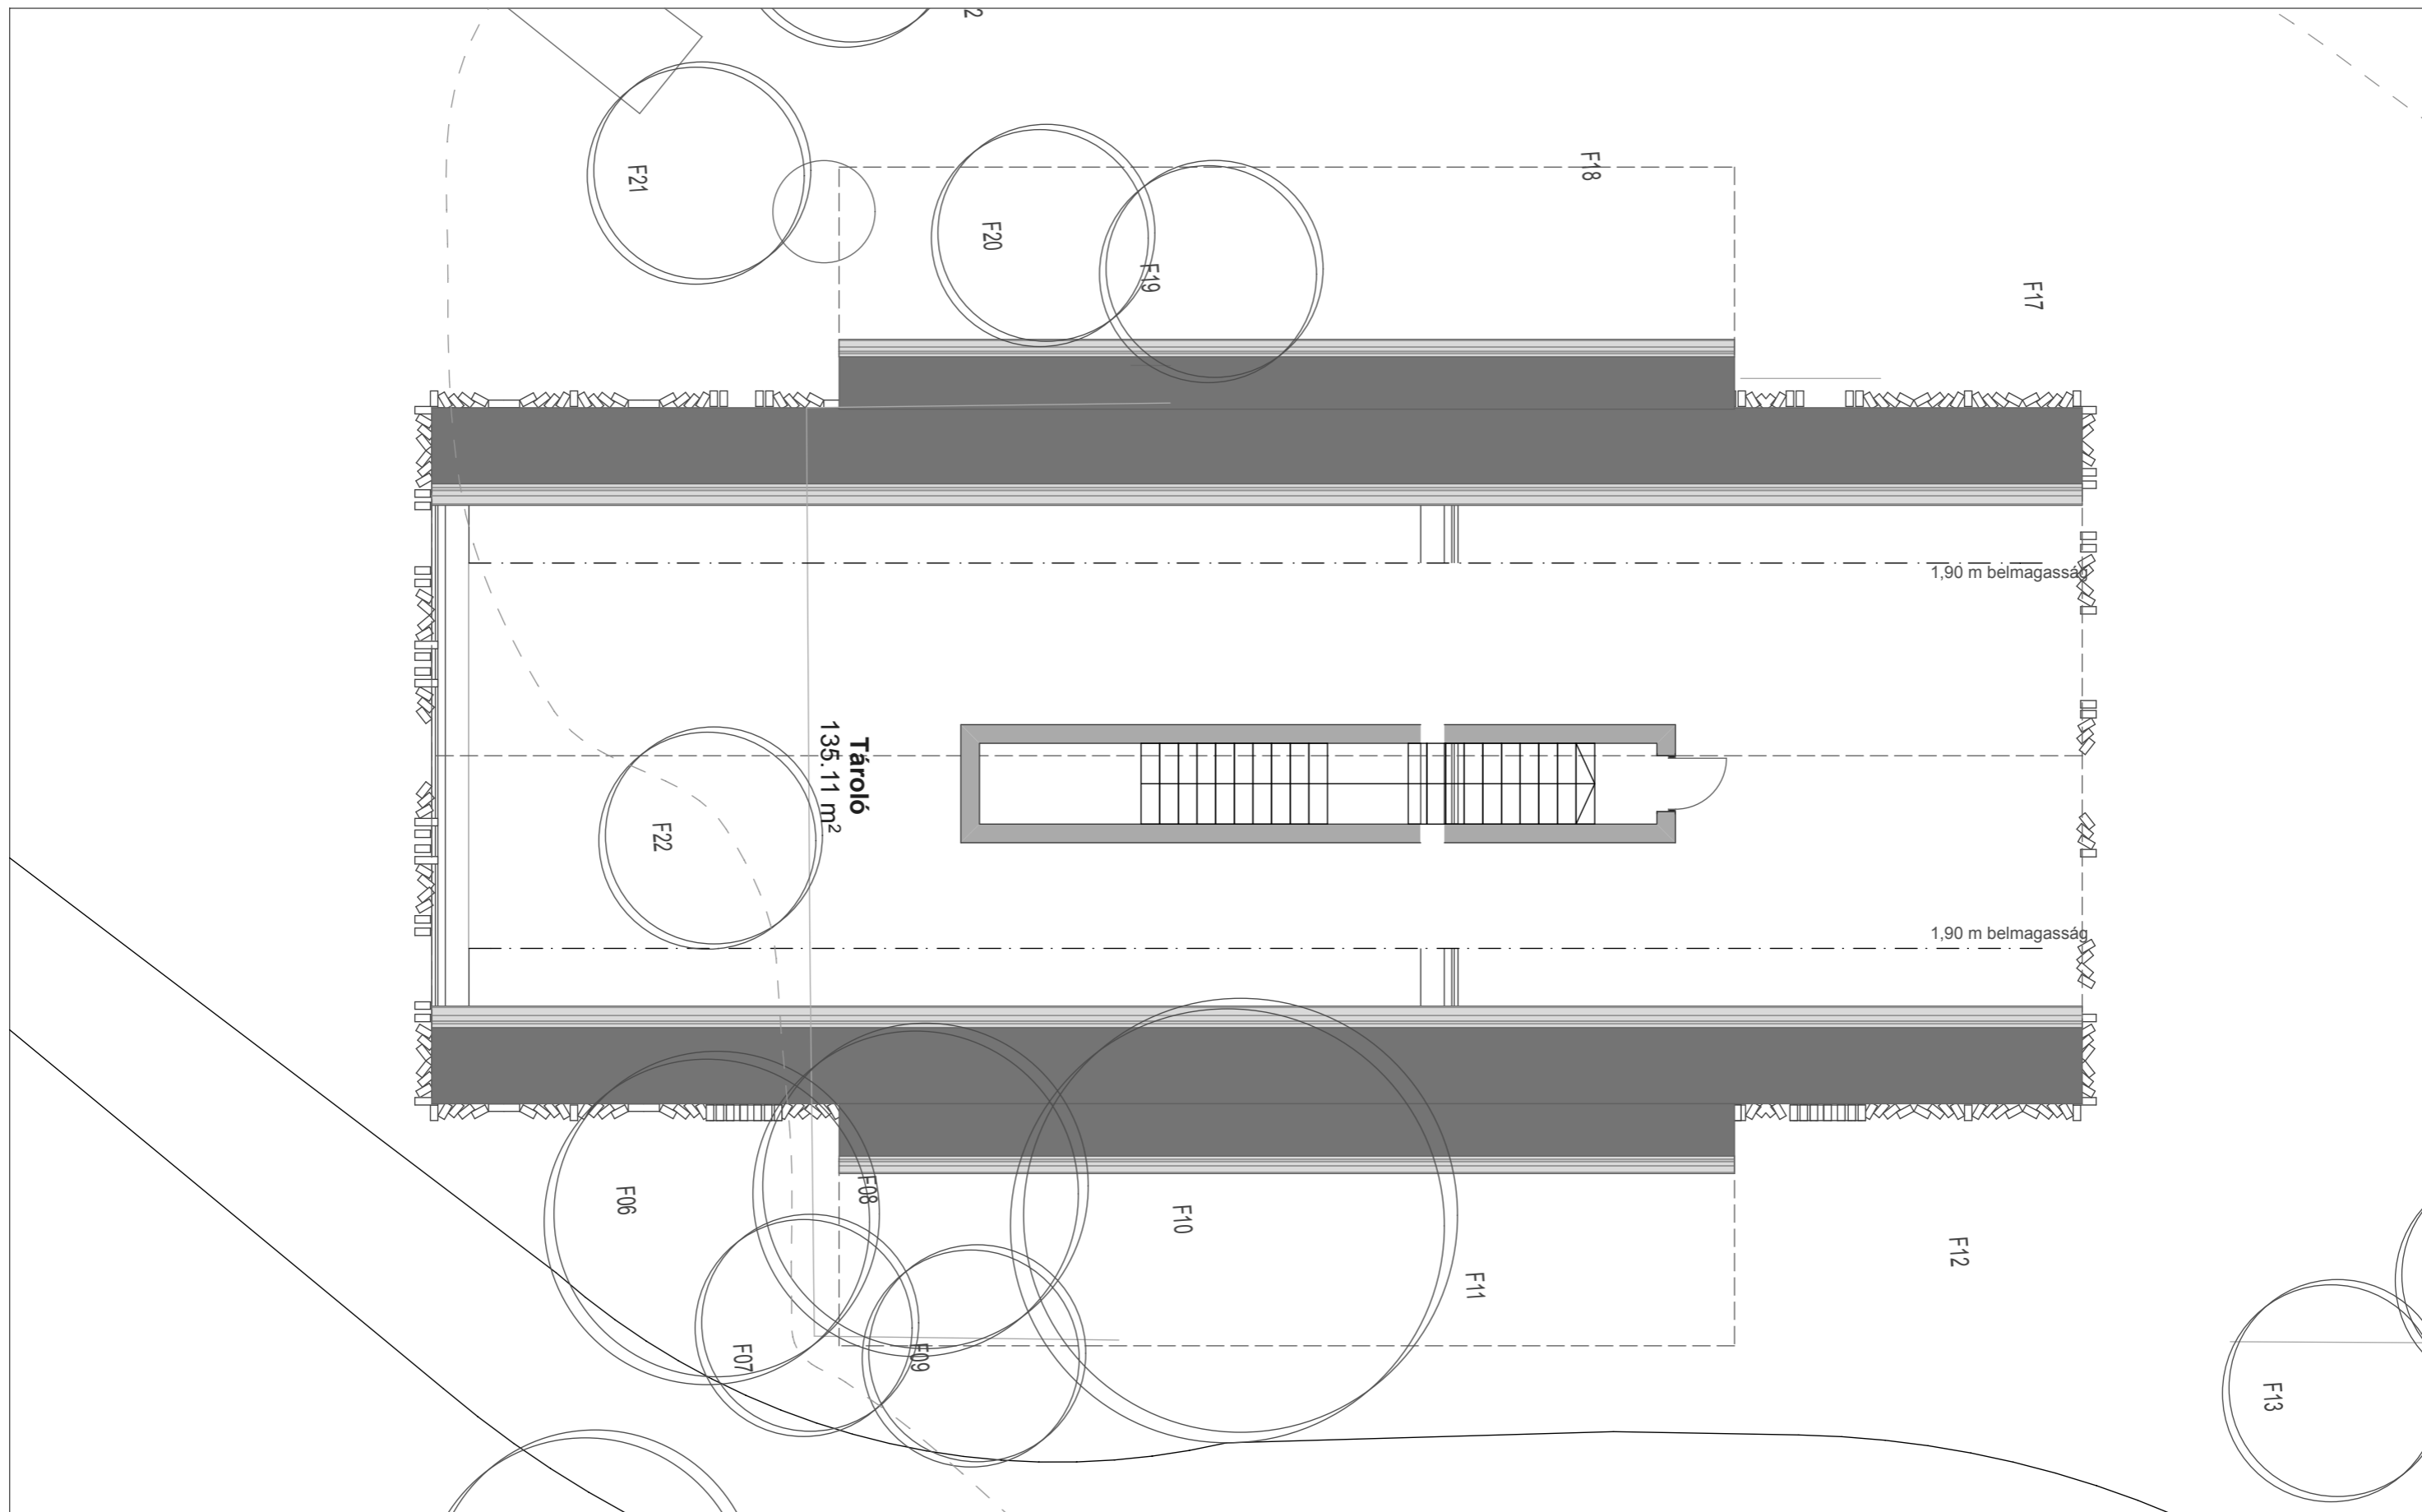 F21
F20
F19
F18
F17
1,90 m belmagasság
Tároló
135.11 m²
F22
1,90 m belmagasság
F06
F08
F10
F11
F12
F07
F09
F13